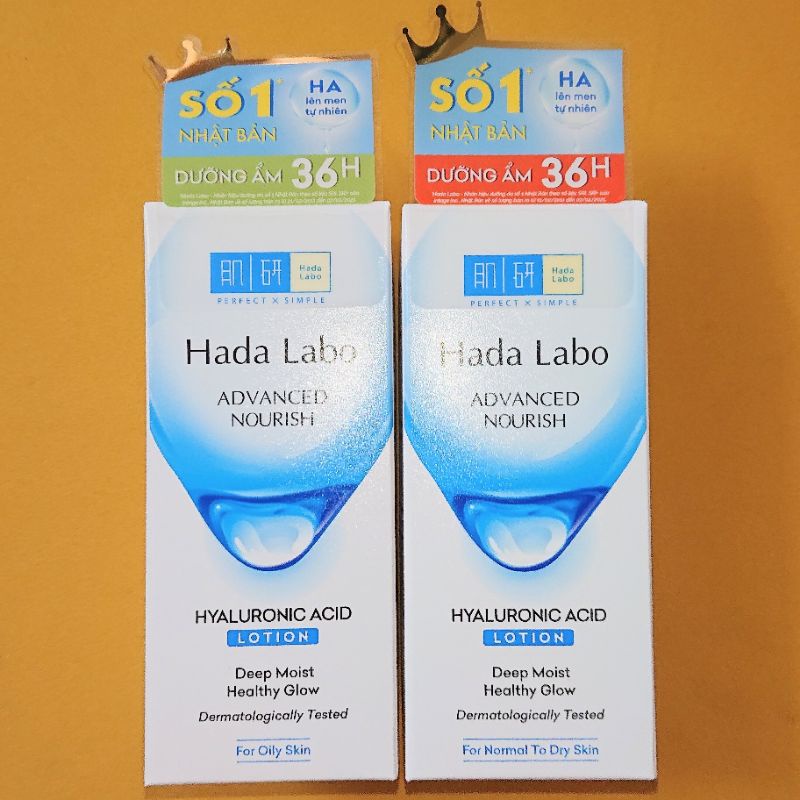 SỐ 1*
NHẬT BẢN
HA
lên men
tự nhiên
DƯỠNG ẨM 36H
肌 研
Hada
Labo
PERFECT × SIMPLE
Hada Labo
ADVANCED
NOURISH
HYALURONIC ACID
LOTION
Deep Moist
Healthy Glow
Dermatologically Tested
For Oily Skin
SỐ 1*
NHẬT BẢN
HA
lên men
tự nhiên
DƯỠNG ẨM 36H
肌 研
Hada
Labo
PERFECT × SIMPLE
Hada Labo
ADVANCED
NOURISH
HYALURONIC ACID
LOTION
Deep Moist
Healthy Glow
Dermatologically Tested
For Normal To Dry Skin